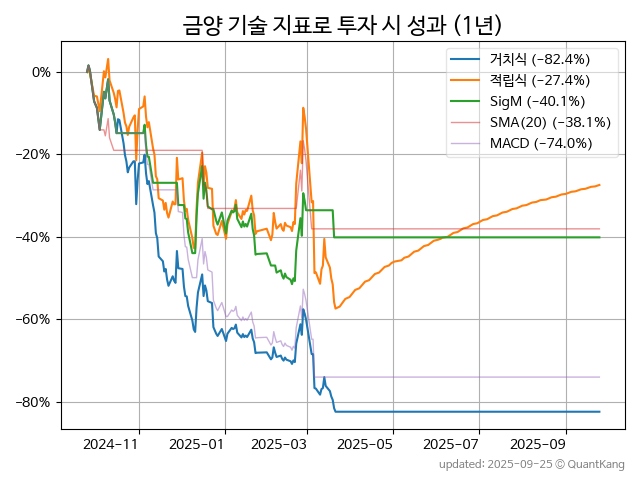 금양 기술 지표로 투자 시 성과 (1년)
거치식 (−82.4%)
적립식 (−27.4%)
SigM (−40.1%)
SMA(20) (−38.1%)
MACD (−74.0%)
0%
−20%
−40%
−60%
−80%
2024−11 2025−01 2025−03 2025−05 2025−07 2025−09
updated: 2025-09-25 © QuantKang